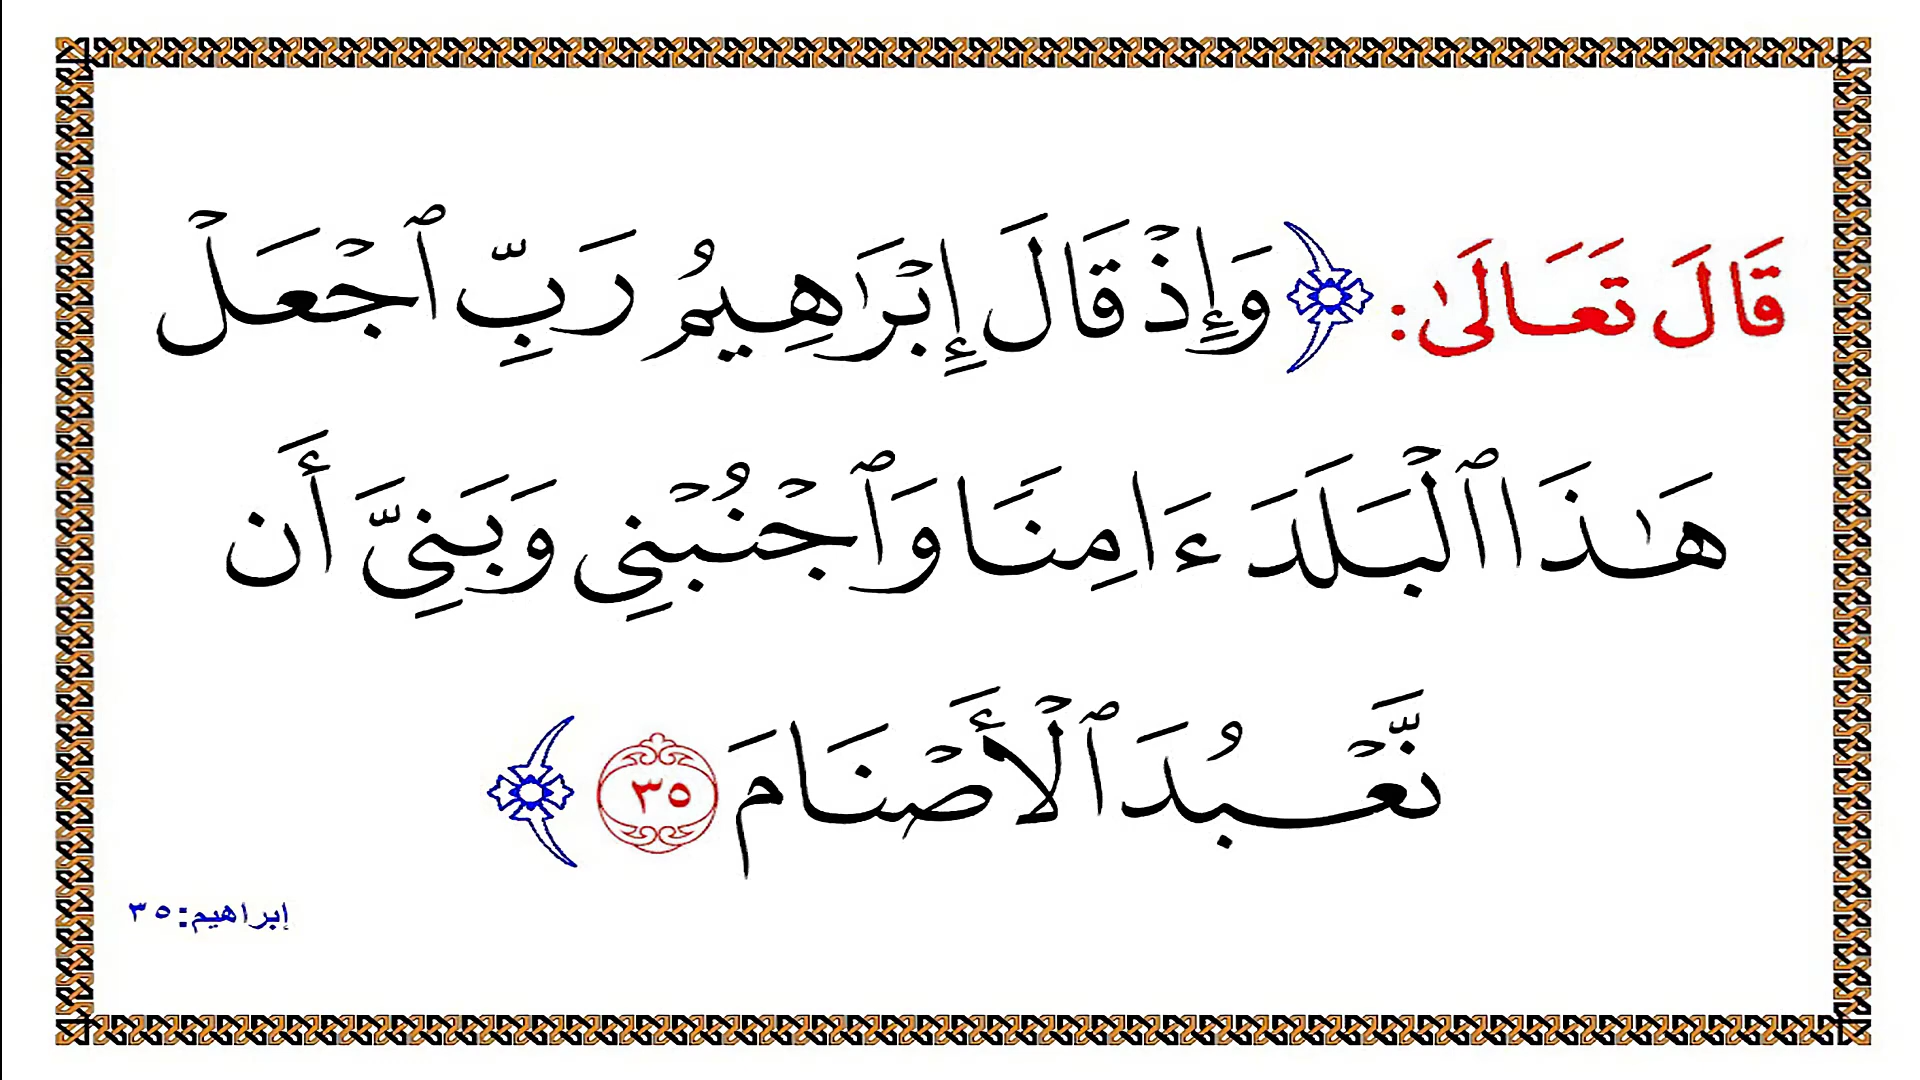 قَالَ تَعَالَىٰ: ﴿وَإِذْ قَالَ إِبْرَٰهِيمُ رَبِّ ٱجْعَلْ
هَٰذَا ٱلْبَلَدَ ءَامِنًا وَٱجْنُبْنِي وَبَنِيَّ أَن
نَّعْبُدَ ٱلْأَصْنَامَ ٣٥﴾
إبراهيم:٣٥